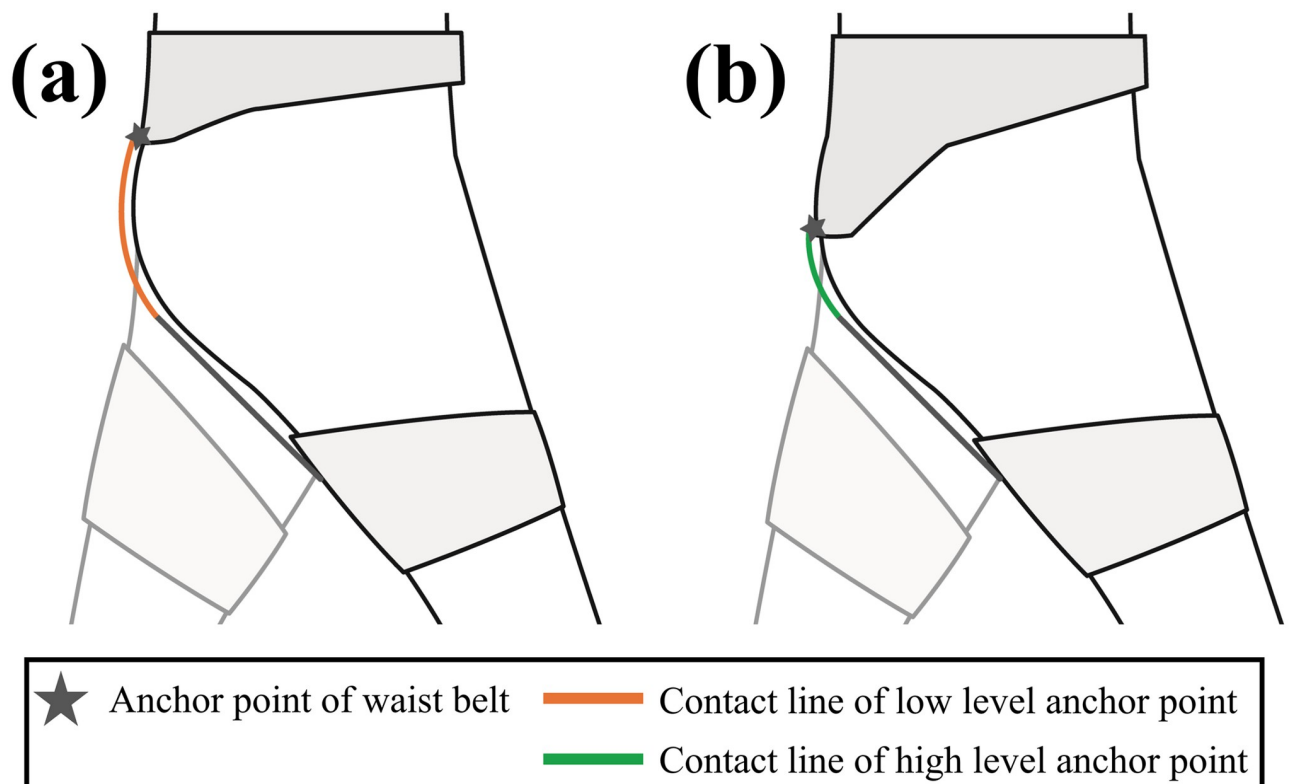 (a)
(b)
Anchor point of waist belt
Contact line of low level anchor point
Contact line of high level anchor point